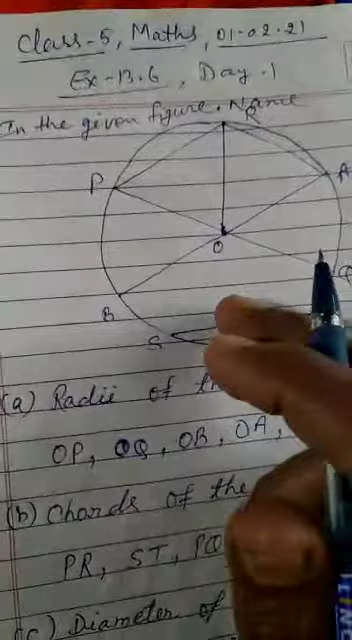 Class-5, Maths, 01-02-21
Ex-13.6, Day.1
In the given figure. Name
R
P
A
O
Q
B
S
(a) Radii of
OP, OQ, OB, OA,
(b) Chords of the
PR, ST, PQ
(c) Diameter of